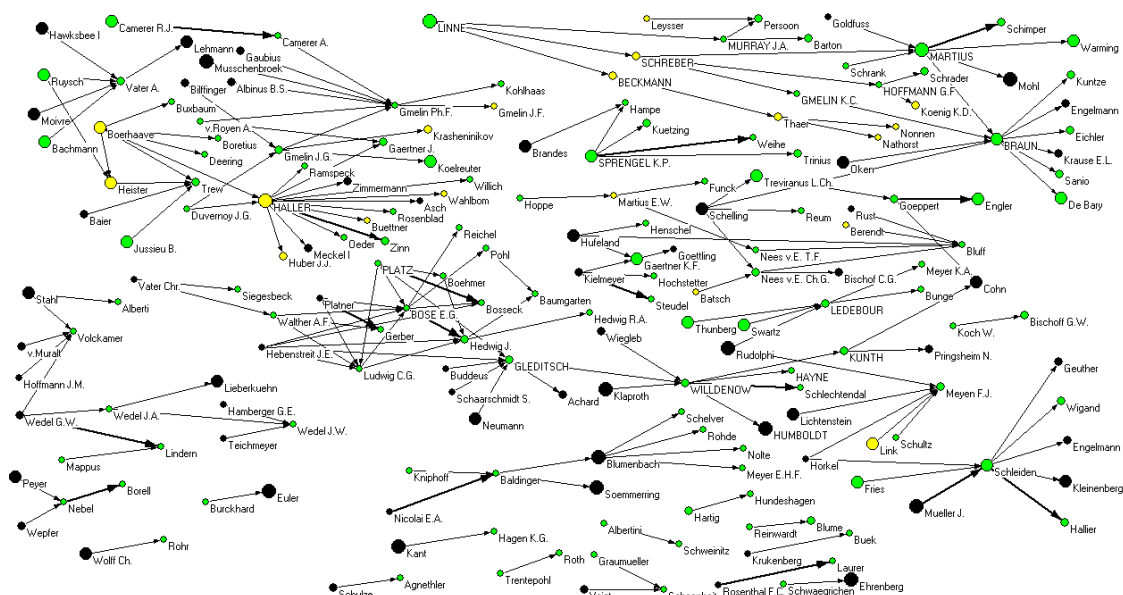 Camerer R.J.
Hawksbee I
Lehmann
Camerer A.
Gaubius
Musschenbroek
Ruysch
Vater A.
Bilffinger
Albinus B.S.
Kohlhaas
Gmelin Ph.F.
Gmelin J.F.
Moivre
Buxbaum
v.Royen A.
Boerhaave
Boretius
Krasheninikov
Bachmann
Deering
Gmelin J.G.
Gaertner J.
Koelreuter
Ramspeck
Heister
Trew
Zimmermann
Willich
HALLER
Wahlbom
Asch
Baier
Duvernoy J.G.
Rosenblad
Buettner
Oeder
Zinn
Jussieu B.
Meckel I
Huber J.J.
Reichel
Pohl
PLATZ
Boehmer
Stahl
Vater Chr.
Siegesbeck
Alberti
Platner
Walther A.F.
BOSE E.G.
Bosseck
Baumgarten
Volckamer
Gerber
Hedwig R.A.
v.Muralt
Hebenstreit J.E.
Hedwig J.
Wiegleb
Ludwig C.G.
GLEDITSCH
Hoffmann J.M.
Buddeus
Lieberkuehn
Schaarschmidt S.
Achard
Klaproth
WILLDENOW
HAYNE
Schlechtendal
Wedel G.W.
Wedel J.A.
Hamberger G.E.
Wedel J.W.
Neumann
HUMBOLDT
Teichmeyer
Lindern
Mappus
Schelver
Rohde
Nolte
Blumenbach
Meyer E.H.F.
Peyer
Borell
Euler
Kniphoff
Baldinger
Soemmerring
Nebel
Burckhard
Nicolai E.A.
Hundeshagen
Hartig
Wepfer
Wolff Ch.
Rohr
Kant
Hagen K.G.
Albertini
Schweinitz
Reinwardt
Blume
Buek
Krukenberg
Agnethler
Trentepohl
Roth
Graumueller
Laurer
Rosenthal F.C.
Schwaegrichen
Ehrenberg
LINNE
Leysser
Persoon
MURRAY J.A.
Barton
Goldfuss
Schimper
SCHREBER
MARTIUS
Warming
BECKMANN
Schrank
Schrader
HOFFMANN G.F.
Mohl
Kuntze
GMELIN K.C.
Koenig K.D.
Hampe
Thaer
Nonnen
Engelmann
Kuetzing
Nathorst
Eichler
Brandes
Weihe
BRAUN
SPRENGEL K.P.
Trinius
Oken
Krause E.L.
Treviranus L.Ch.
Sanio
Funck
Hoppe
Martius E.W.
Goeppert
Engler
De Bary
Schelling
Reum
Rust
Berendt
Hufeland
Henschel
Bluff
Goettling
Nees v.E. T.F.
Gaertner K.F.
Kielmeyer
Hochstetter
Nees v.E. Ch.G.
Bischof C.G.
Meyer K.A.
Cohn
Batsch
Steudel
LEDEBOUR
Bunge
Thunberg
Swartz
Koch W.
Bischoff G.W.
Rudolphi
KUNTH
Pringsheim N.
Geuther
Meyen F.J.
Lichtenstein
Wigand
Link
Schultz
Horkel
Engelmann
Schleiden
Fries
Kleinenberg
Mueller J.
Hallier